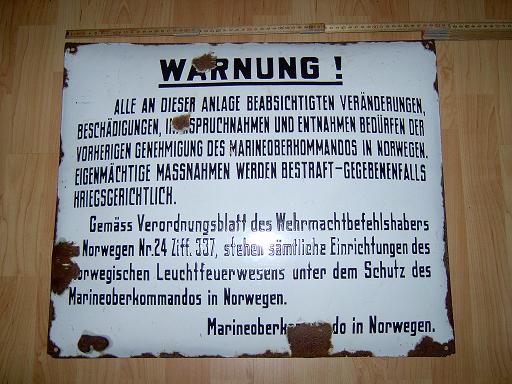 WARNUNG !
ALLE AN DIESER ANLAGE BEABSICHTIGTEN VERÄNDERUNGEN,
BESCHÄDIGUNGEN, INANSPRUCHNAHMEN UND ENTNAHMEN BEDÜRFEN DER
VORHERIGEN GENEHMIGUNG DES MARINEOBERKOMMANDOS IN NORWEGEN.
EIGENMÄCHTIGE MASSNAHMEN WERDEN BESTRAFT-GEGEBENENFALLS
KRIEGSGERICHTLICH.
Gemäss Verordnungsblatt des Wehrmachtbefehlshabers
Norwegen Nr.24 Ziff. 337, stehen sämtliche Einrichtungen des
Norwegischen Leuchtfeuerwesens unter dem Schutz des
Marineoberkommandos in Norwegen.
Marineoberkommando in Norwegen.